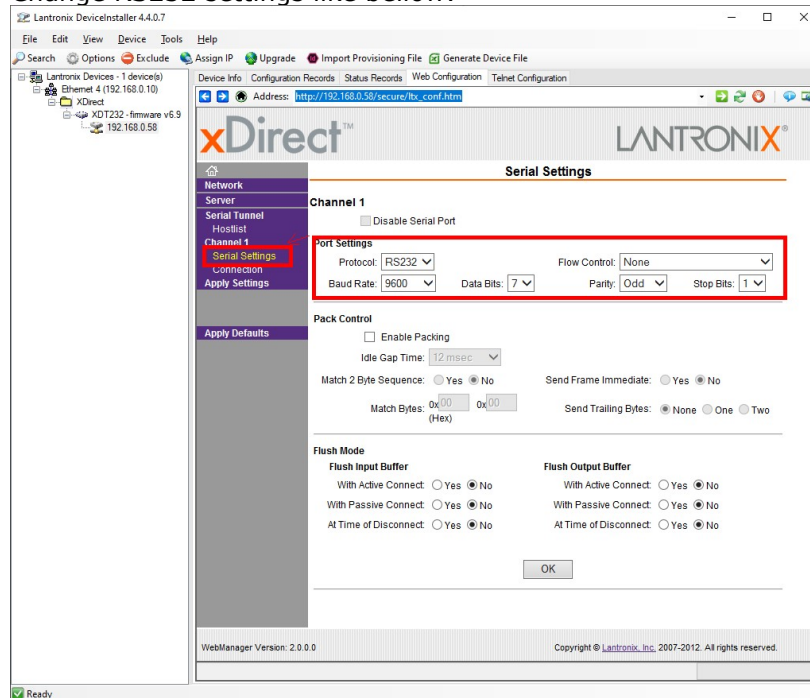 Change RS232 settings like bellow:
Lantronix DeviceInstaller 4.4.0.7
File Edit View Device Tools Help
Search Options Exclude Assign IP Upgrade Import Provisioning File Generate Device File
Lantronix Devices - 1 device(s)
Ethernet 4 (192.168.0.10)
XDirect
XDT232 - firmware v6.9
192.168.0.58
Device Info Configuration Records Status Records Web Configuration Telnet Configuration
Address: http://192.168.0.58/secure/ltx_conf.htm
xDirect™ LANTRONIX®
Network
Server
Serial Tunnel
Hostlist
Channel 1
Serial Settings
Connection
Apply Settings
Apply Defaults
Serial Settings
Channel 1
Disable Serial Port
Port Settings
Protocol: RS232 Flow Control: None
Baud Rate: 9600 Data Bits: 7 Parity: Odd Stop Bits: 1
Pack Control
Enable Packing
Idle Gap Time: 12 msec
Match 2 Byte Sequence: Yes No Send Frame Immediate: Yes No
Match Bytes: 0x 00 0x 00 Send Trailing Bytes: None One Two
(Hex)
Flush Mode
Flush Input Buffer Flush Output Buffer
With Active Connect: Yes No With Active Connect: Yes No
With Passive Connect: Yes No With Passive Connect: Yes No
At Time of Disconnect: Yes No At Time of Disconnect: Yes No
OK
WebManager Version: 2.0.0.0 Copyright © Lantronix, Inc. 2007-2012. All rights reserved.
Ready